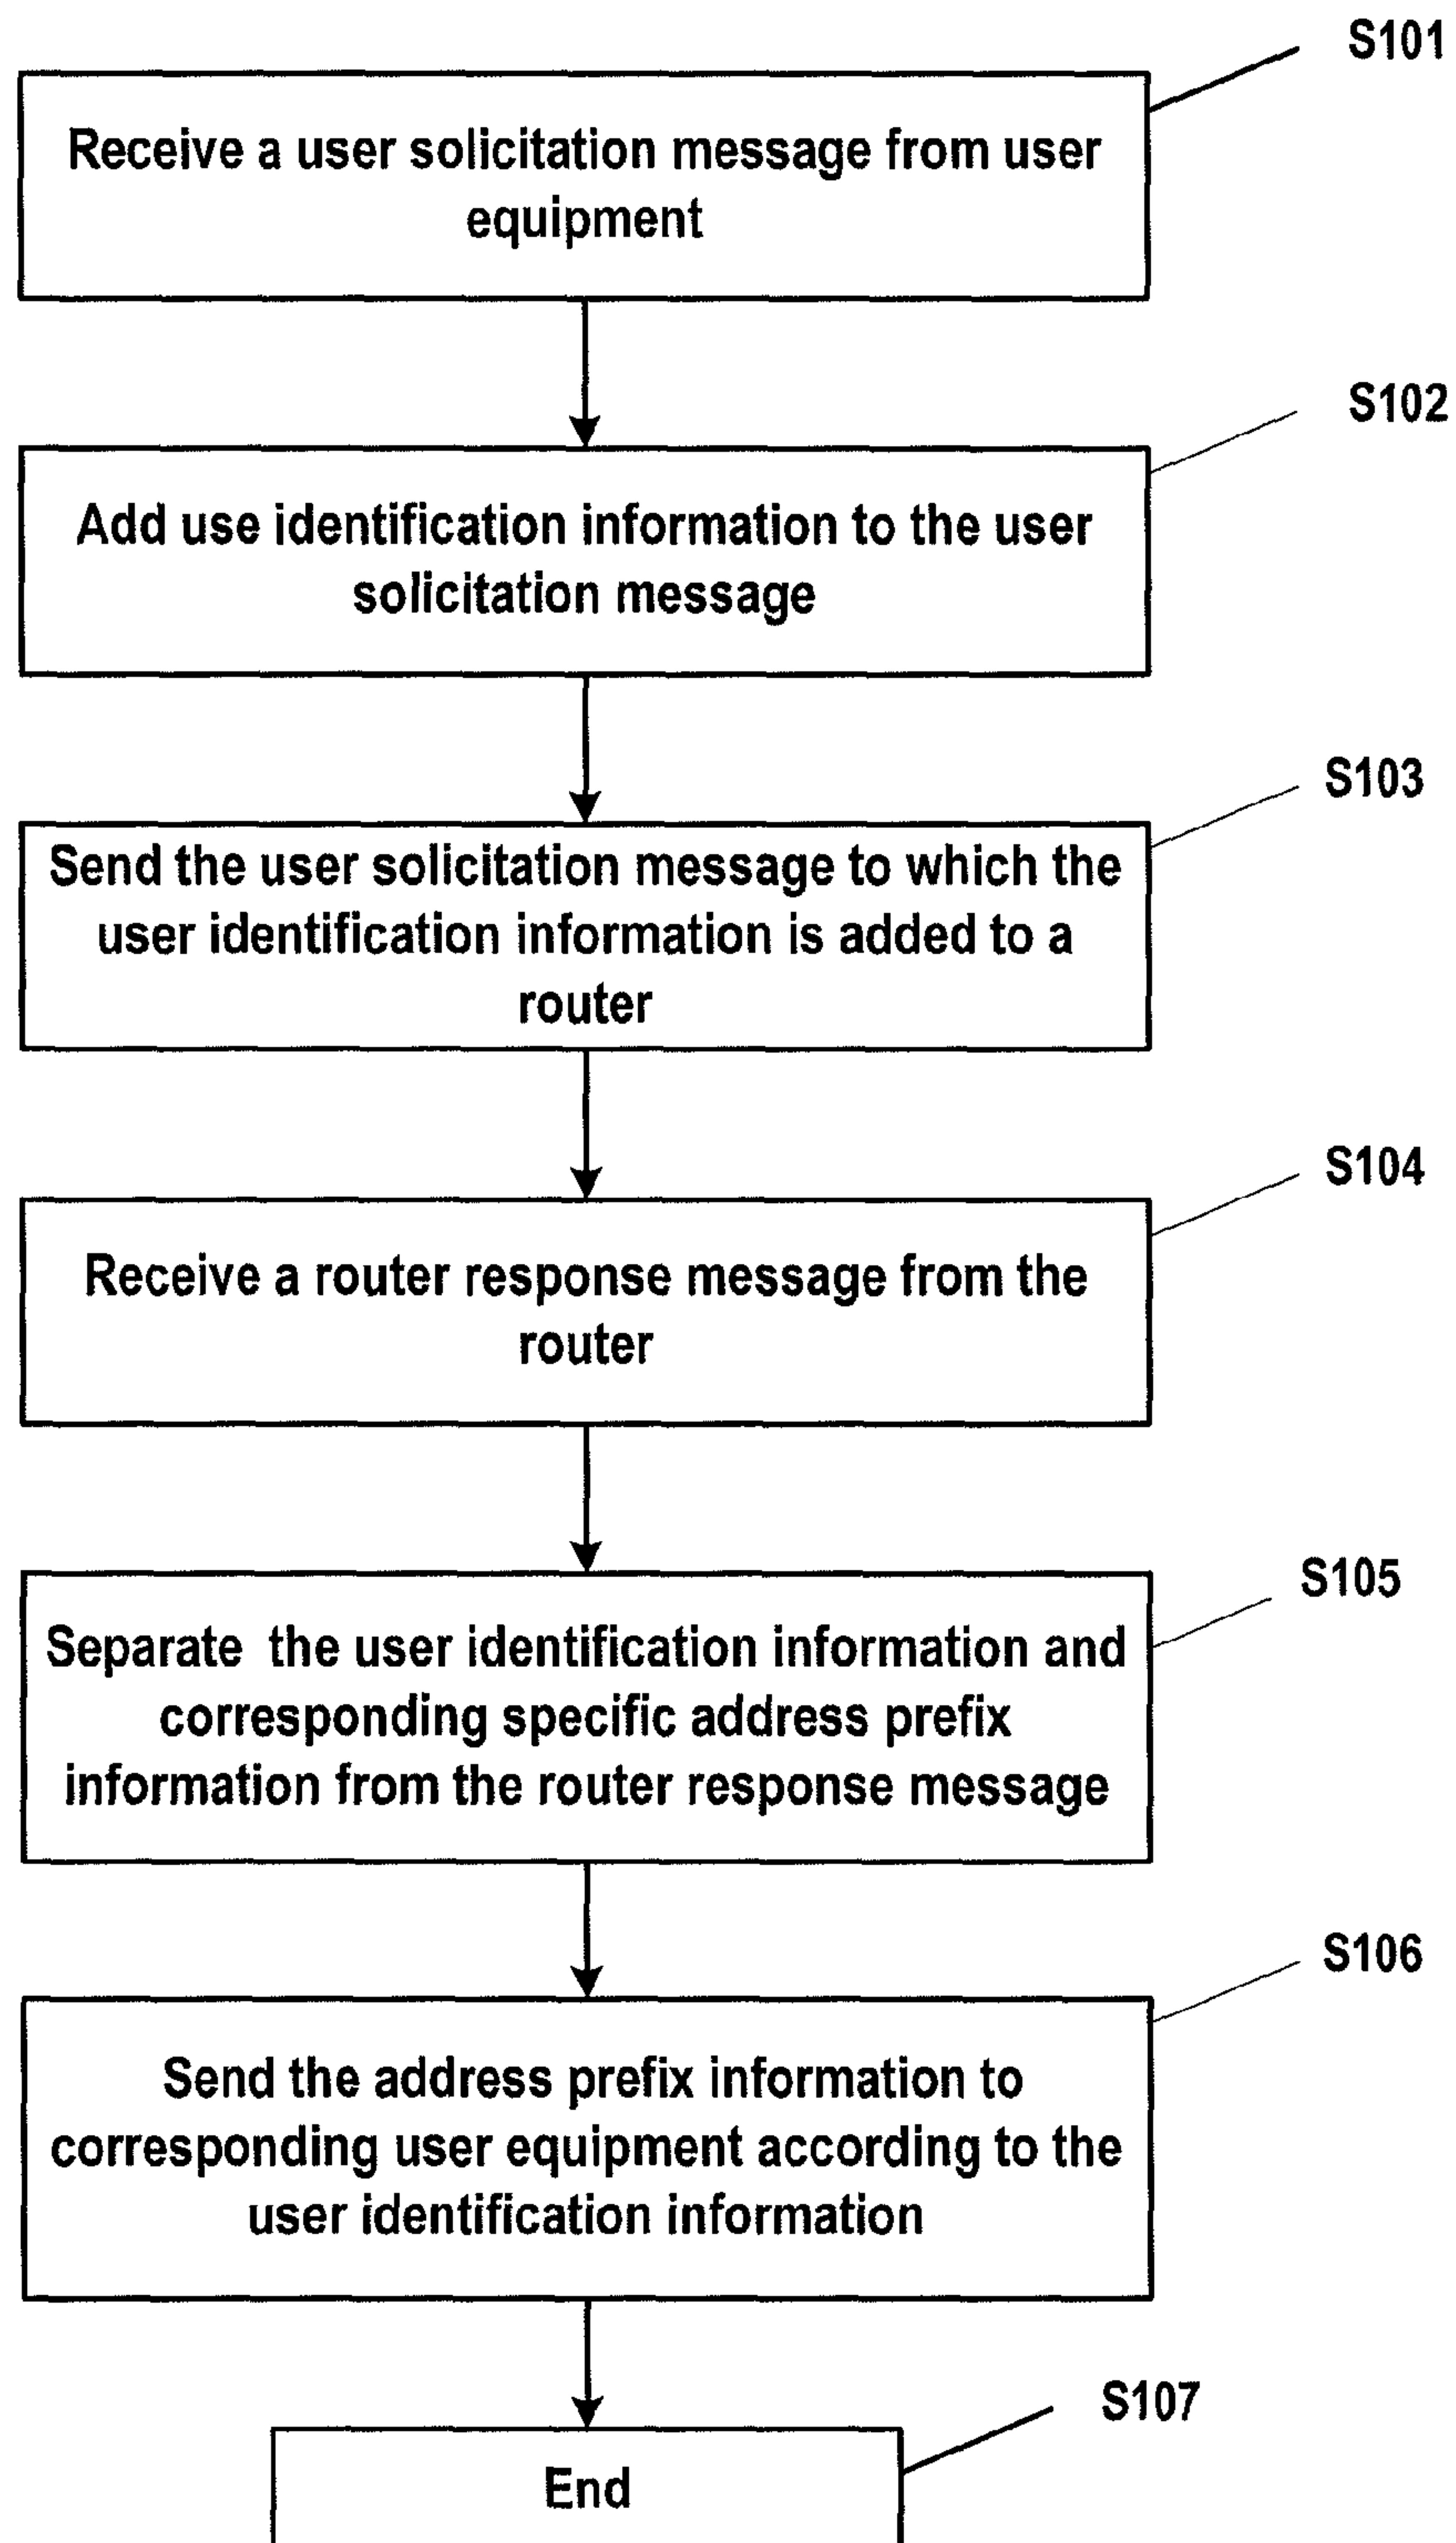 S101
Receive a user solicitation message from user
equipment
S102
Add use identification information to the user
solicitation message
S103
Send the user solicitation message to which the
user identification information is added to a
router
S104
Receive a router response message from the
router
S105
Separate the user identification information and
corresponding specific address prefix
information from the router response message
S106
Send the address prefix information to
corresponding user equipment according to the
user identification information
S107
End